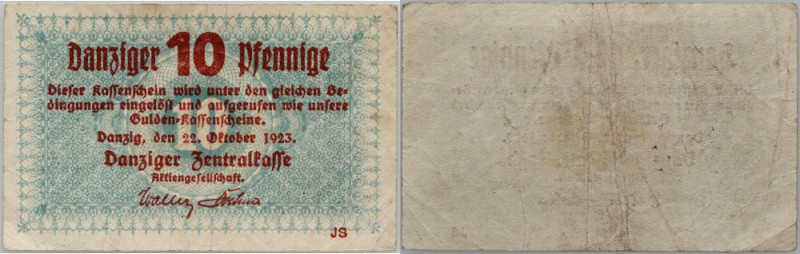 Danziger 10 Pfennige
Dieser Kassenschein wird unter den gleichen Be-
dingungen eingelöst und aufgerufen wie unsere
Gulden-Kassenscheine.
Danzig, den 22. Oktober 1923.
Danziger Zentralkasse
Aktiengesellschaft.
JS